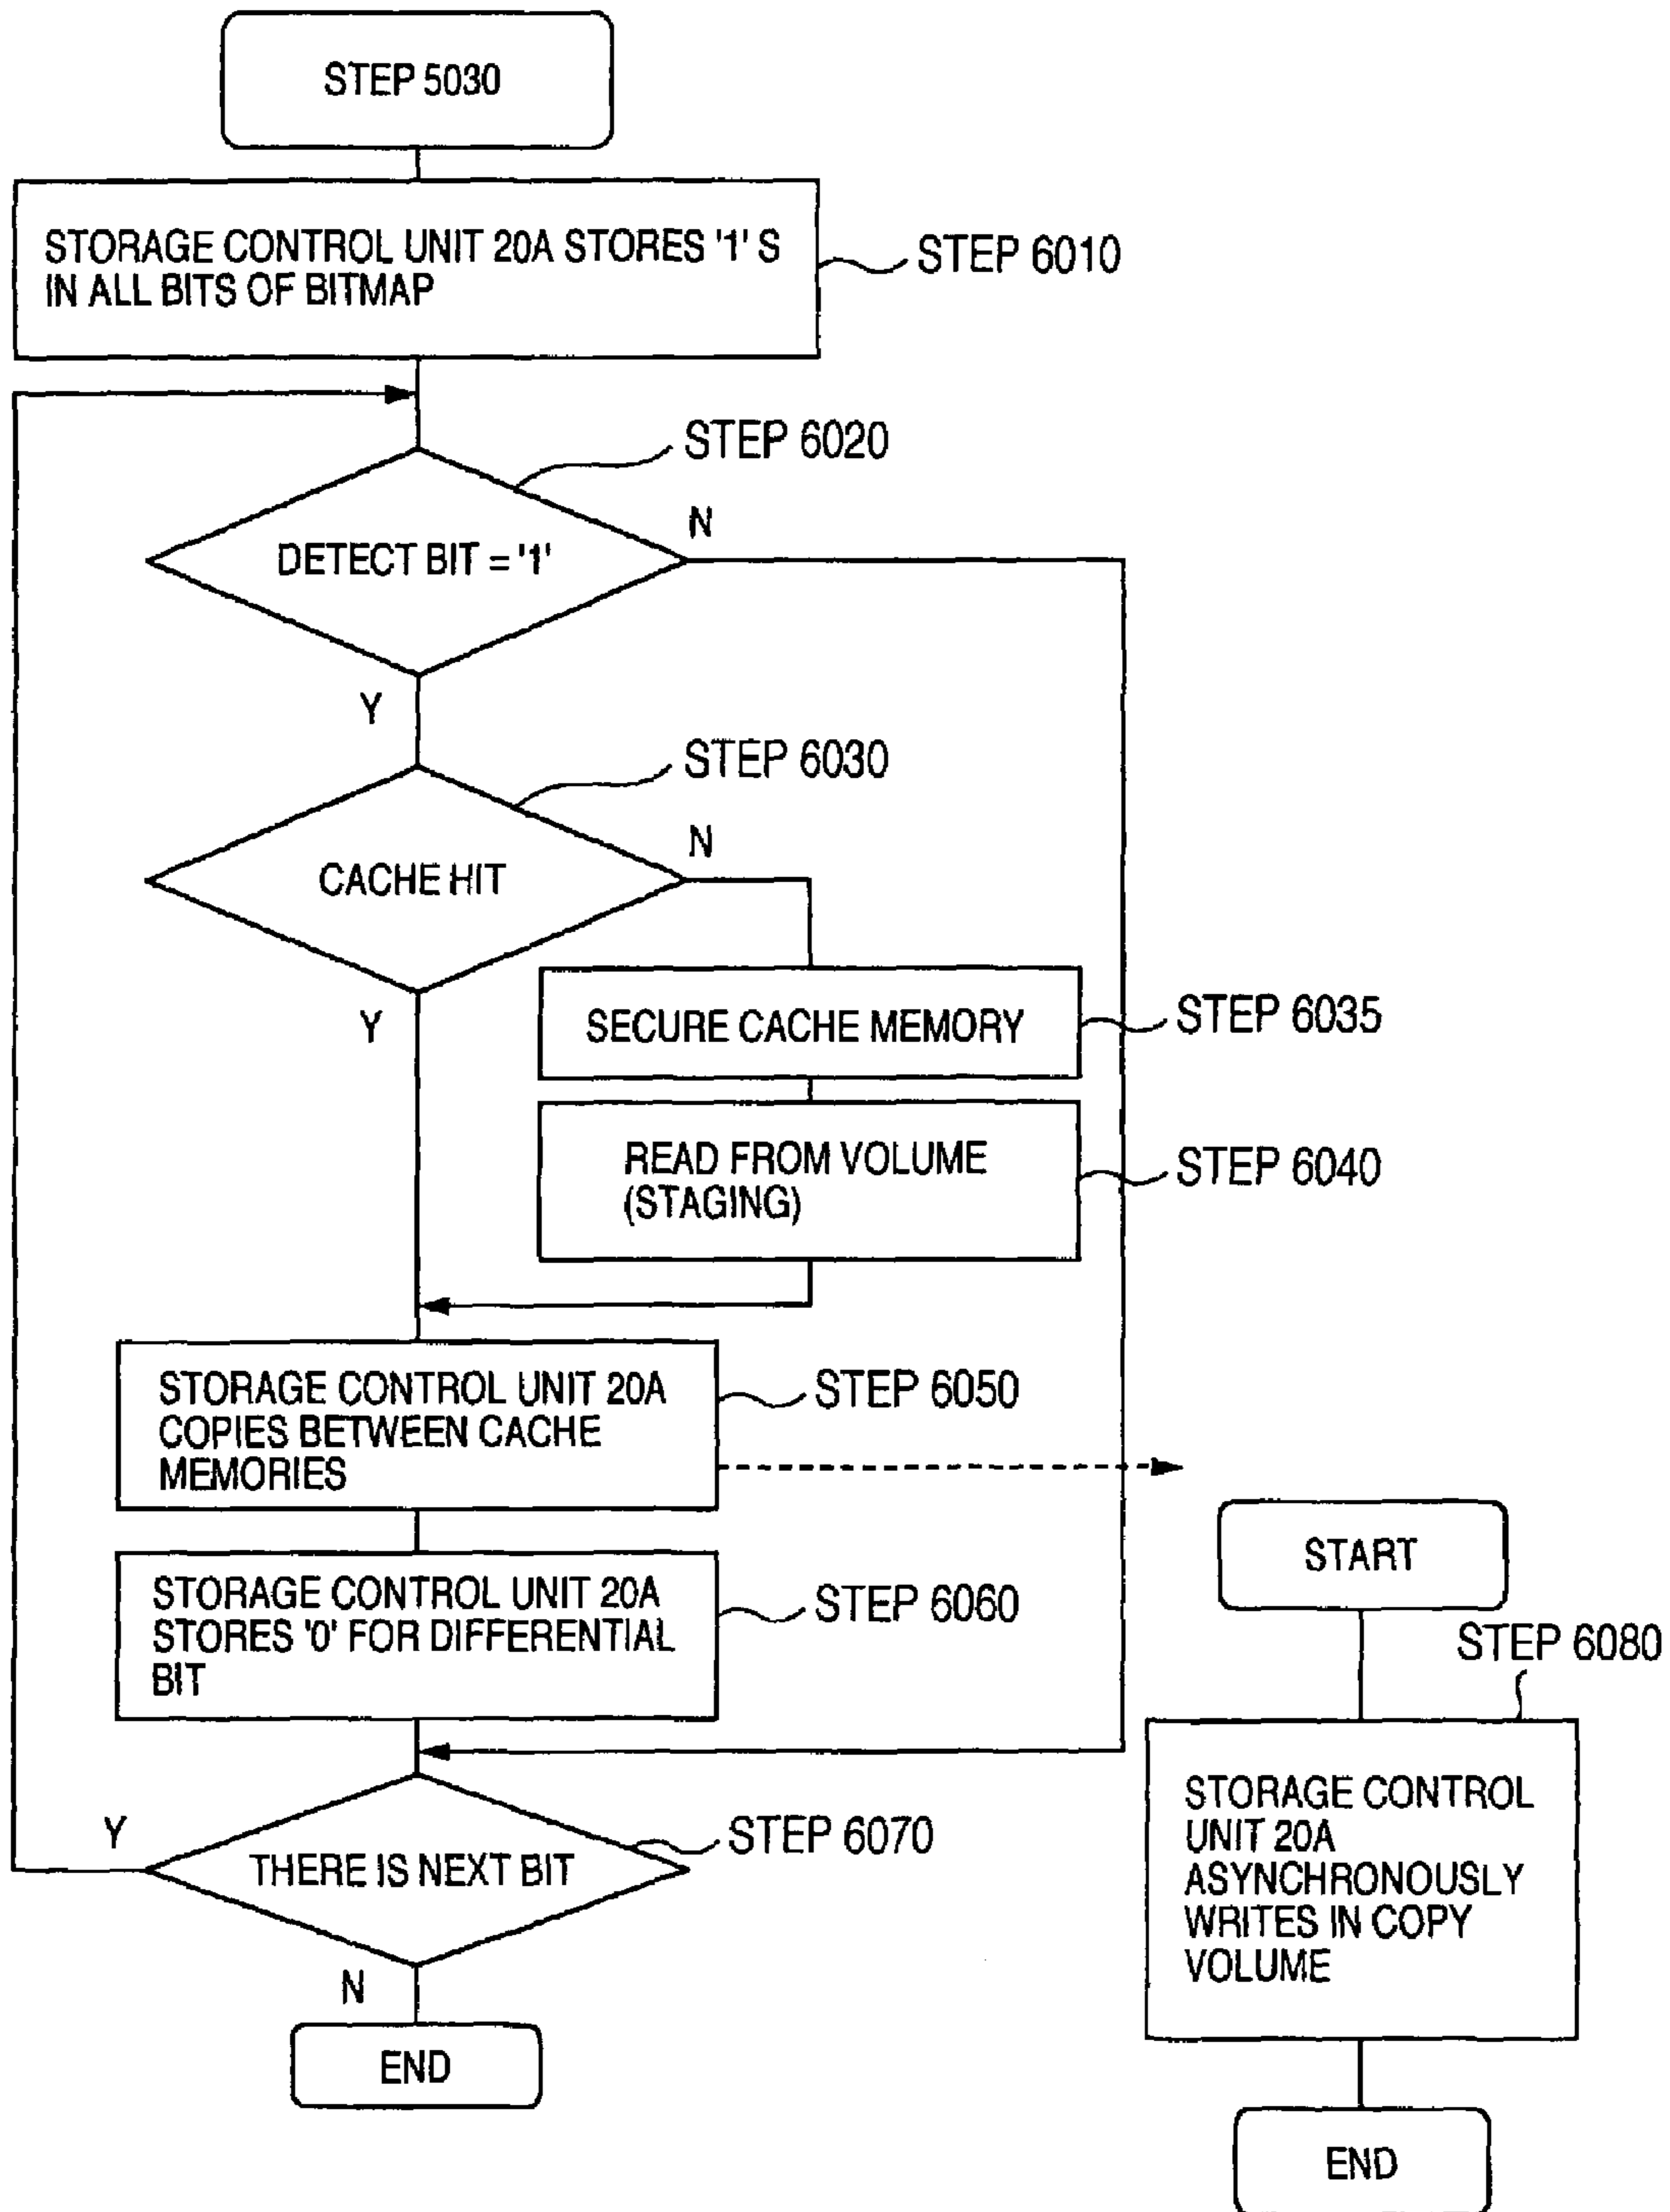 STEP 5030
STORAGE CONTROL UNIT 20A STORES '1' S
IN ALL BITS OF BITMAP
STEP 6010
STEP 6020
N
DETECT BIT = '1'
Y
STEP 6030
N
CACHE HIT
Y
SECURE CACHE MEMORY
STEP 6035
READ FROM VOLUME
(STAGING)
STEP 6040
STORAGE CONTROL UNIT 20A
COPIES BETWEEN CACHE
MEMORIES
STEP 6050
STORAGE CONTROL UNIT 20A
STORES '0' FOR DIFFERENTIAL
BIT
STEP 6060
Y
THERE IS NEXT BIT
STEP 6070
N
END
START
STEP 6080
STORAGE CONTROL
UNIT 20A
ASYNCHRONOUSLY
WRITES IN COPY
VOLUME
END